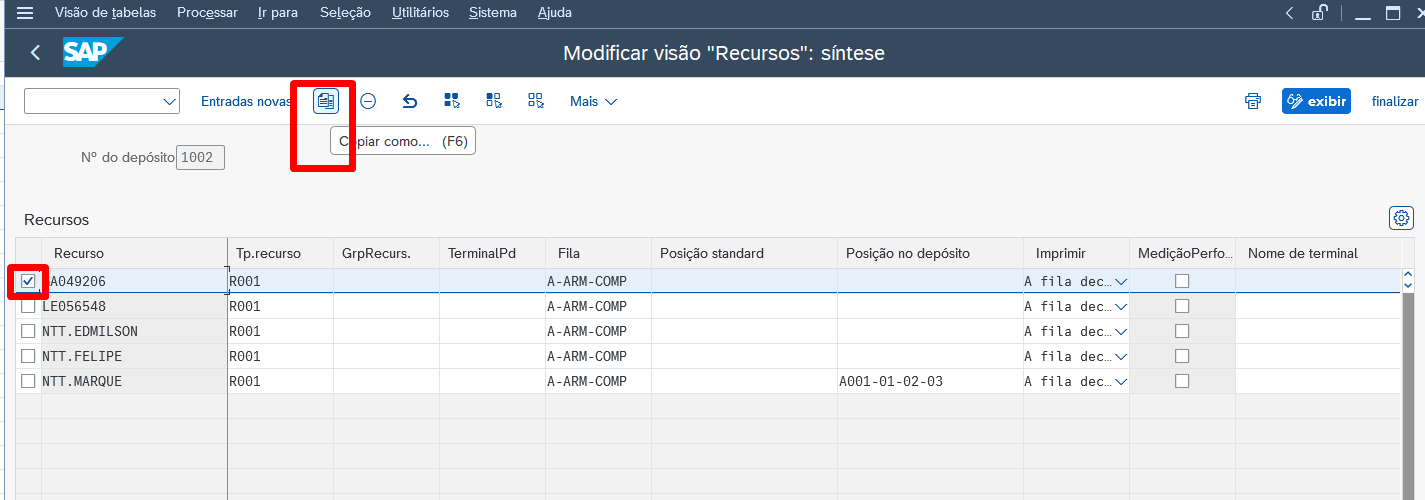 Visão de tabelas Processar Ir para Seleção Utilitários Sistema Ajuda
SAP Modificar visão "Recursos": síntese
Entradas novas Mais exibir finalizar
Copiar como... (F6)
Nº do depósito 1002
Recursos
Recurso Tp.recurso GrpRecurs. TerminalPd Fila Posição standard Posição no depósito Imprimir MediçãoPerfo... Nome de terminal
A049206 R001 A-ARM-COMP A fila dec...
LE056548 R001 A-ARM-COMP A fila dec...
NTT.EDMILSON R001 A-ARM-COMP A fila dec...
NTT.FELIPE R001 A-ARM-COMP A fila dec...
NTT.MARQUE R001 A-ARM-COMP A001-01-02-03 A fila dec...